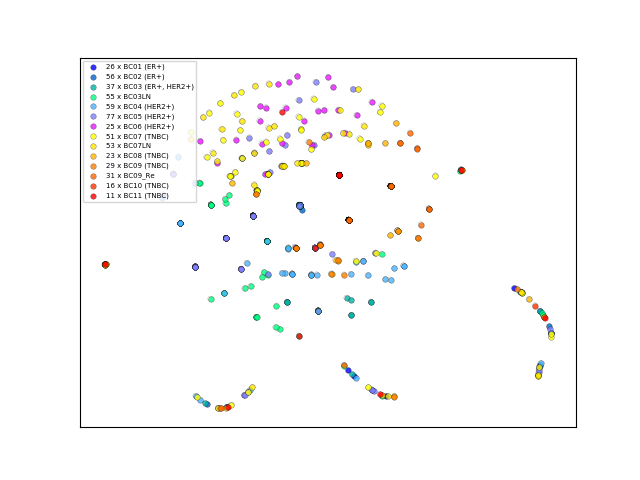 26 x BC01 (ER+)
56 x BC02 (ER+)
37 x BC03 (ER+, HER2+)
55 x BC03LN
59 x BC04 (HER2+)
77 x BC05 (HER2+)
25 x BC06 (HER2+)
51 x BC07 (TNBC)
53 x BC07LN
23 x BC08 (TNBC)
29 x BC09 (TNBC)
31 x BC09_Re
16 x BC10 (TNBC)
11 x BC11 (TNBC)